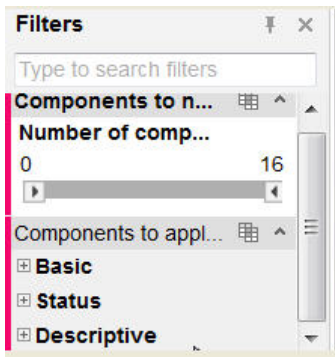 Filters
Type to search filters
Components to n...
Number of comp...
0 16
Components to appl...
Basic
Status
Descriptive